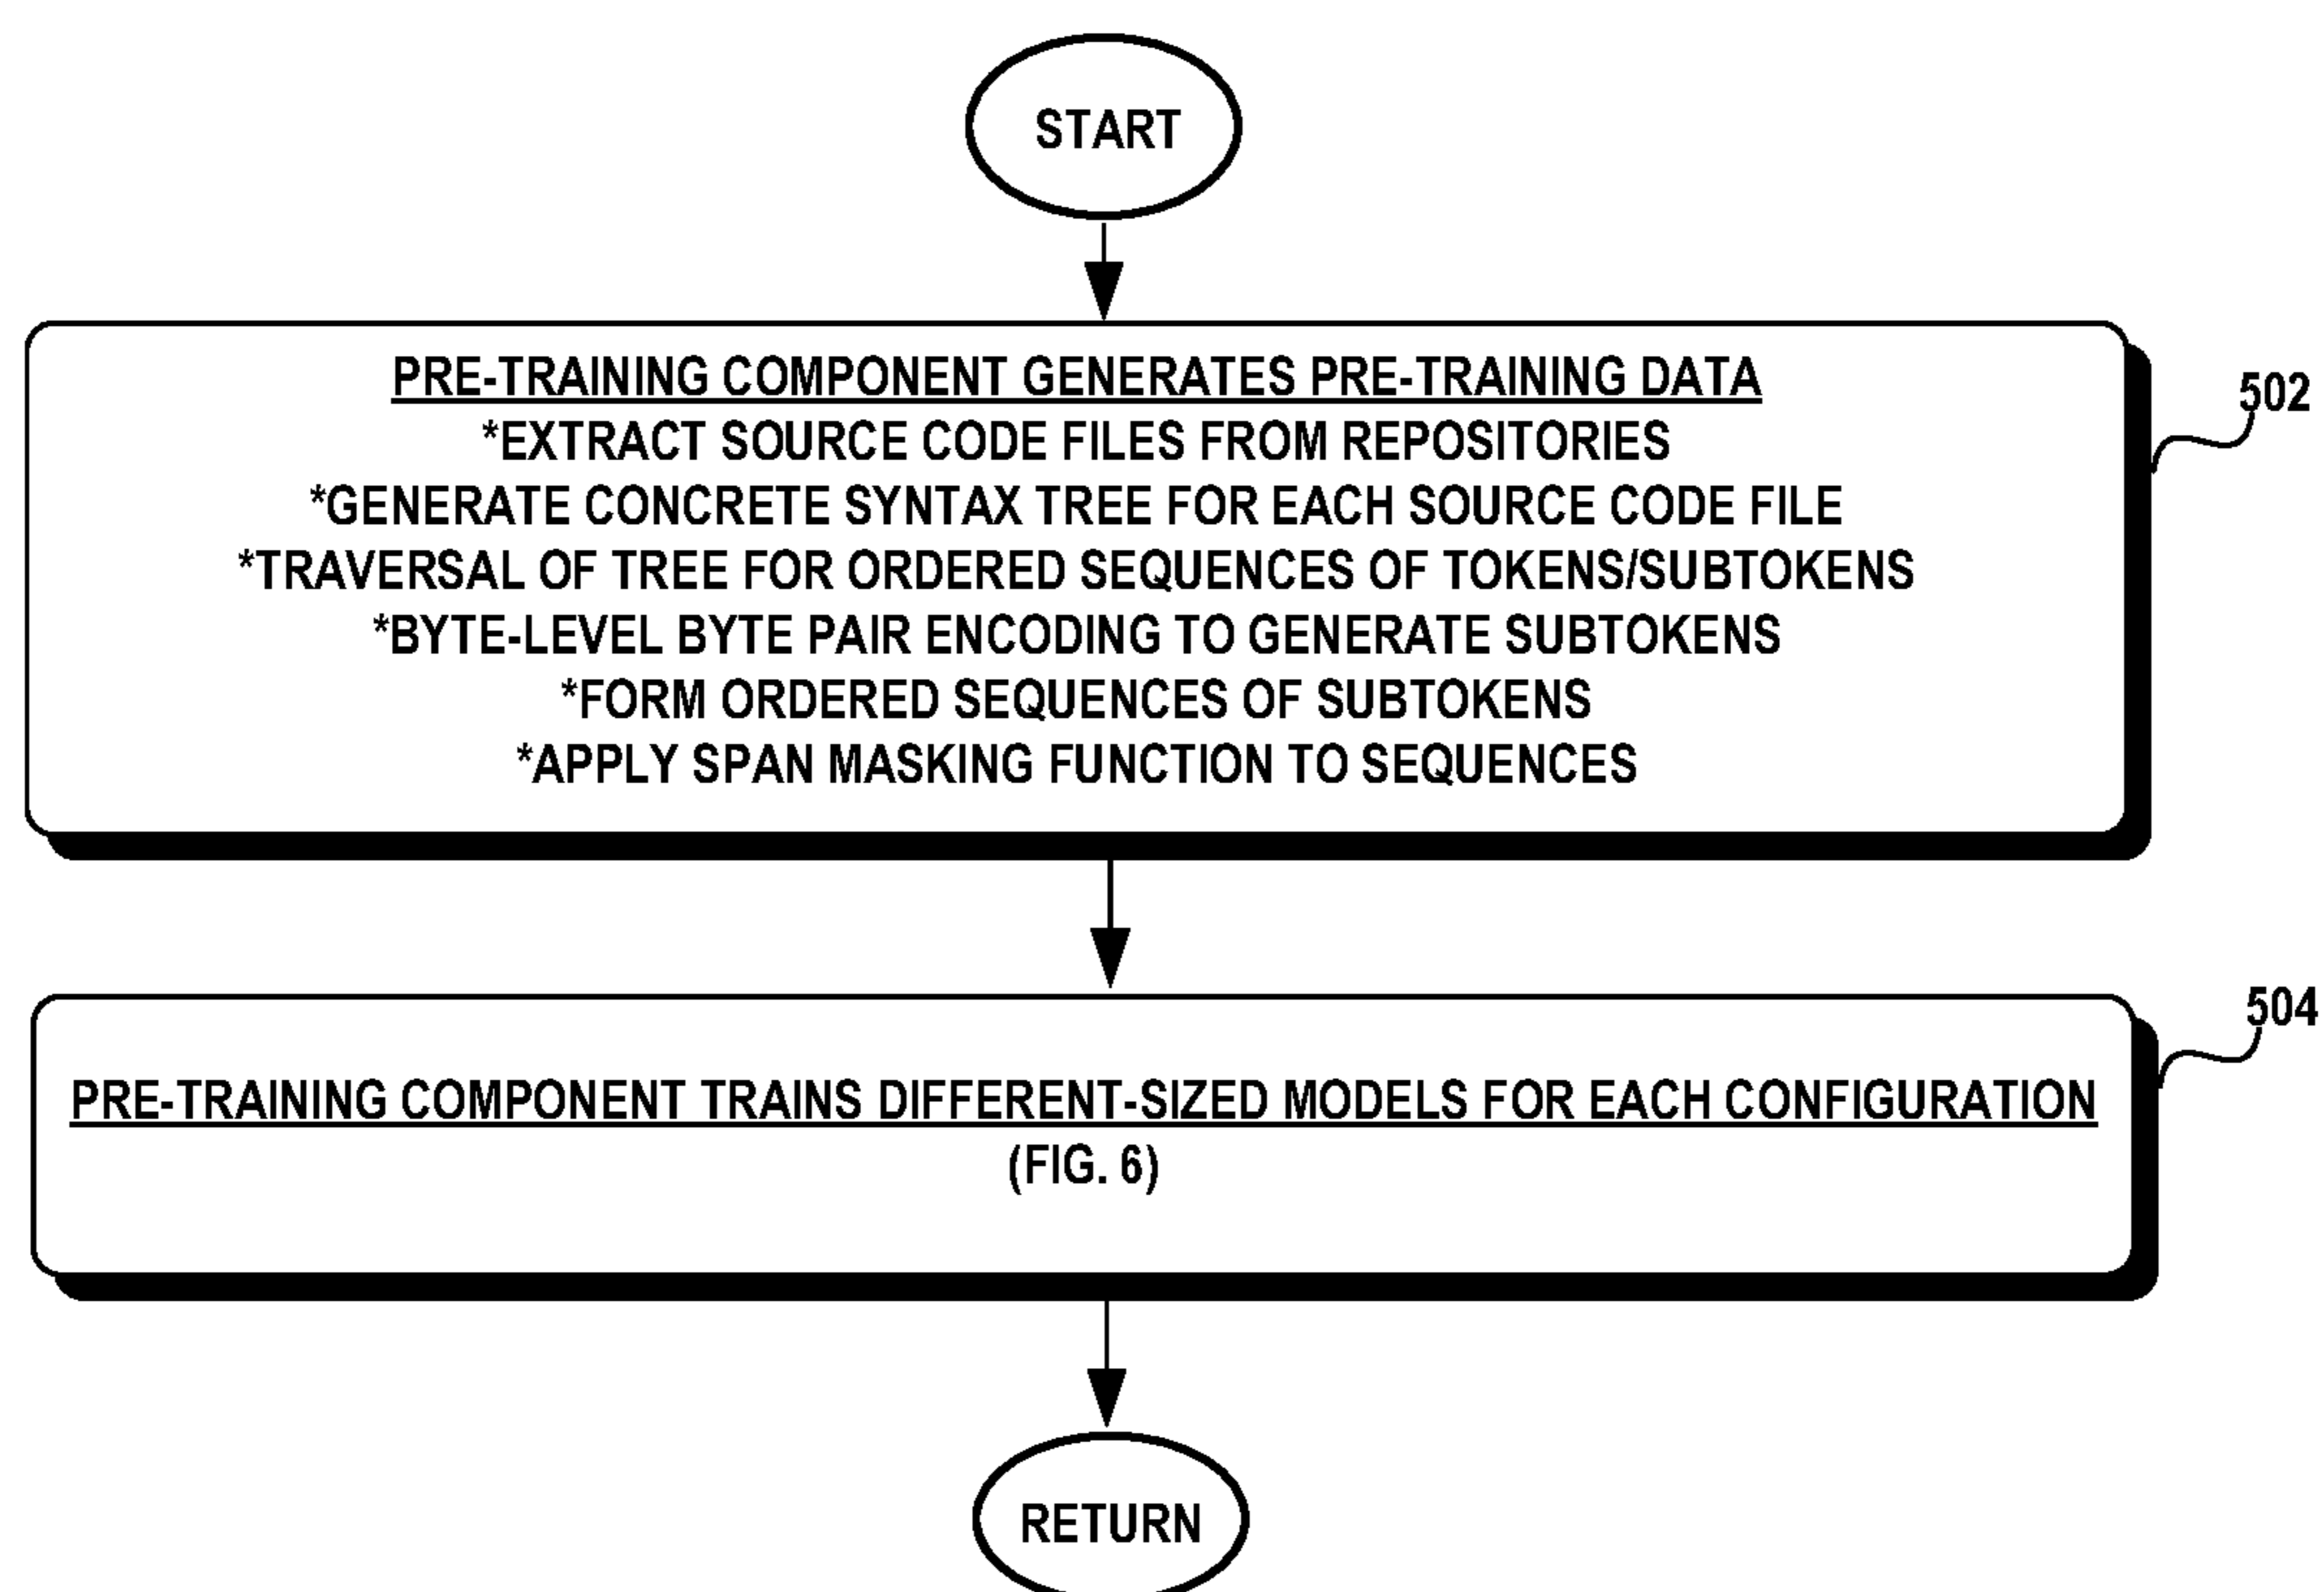 START
PRE-TRAINING COMPONENT GENERATES PRE-TRAINING DATA
*EXTRACT SOURCE CODE FILES FROM REPOSITORIES
*GENERATE CONCRETE SYNTAX TREE FOR EACH SOURCE CODE FILE
*TRAVERSAL OF TREE FOR ORDERED SEQUENCES OF TOKENS/SUBTOKENS
*BYTE-LEVEL BYTE PAIR ENCODING TO GENERATE SUBTOKENS
*FORM ORDERED SEQUENCES OF SUBTOKENS
*APPLY SPAN MASKING FUNCTION TO SEQUENCES
502
PRE-TRAINING COMPONENT TRAINS DIFFERENT-SIZED MODELS FOR EACH CONFIGURATION
(FIG. 6)
504
RETURN